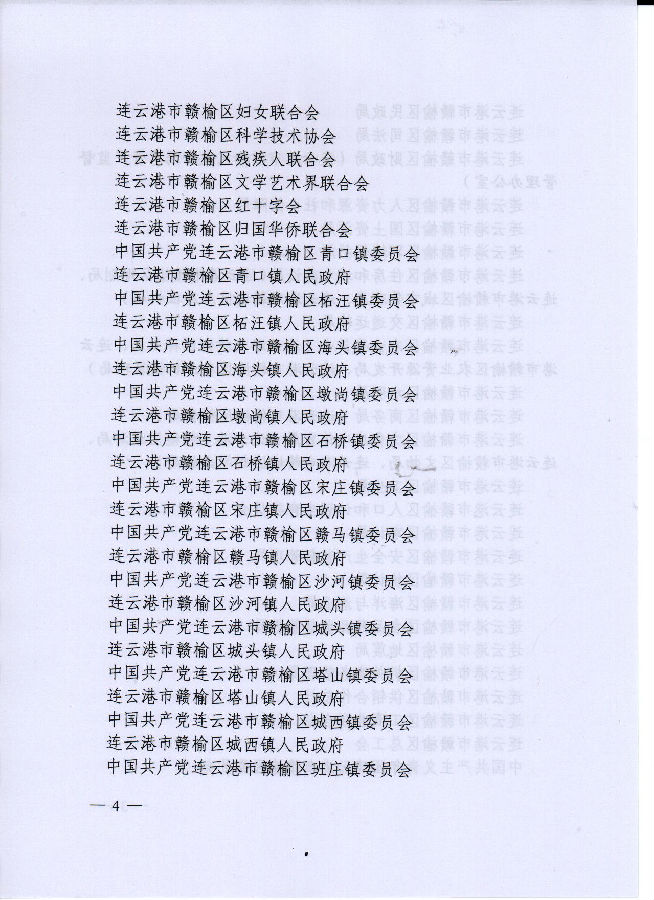 连云港市赣榆区妇女联合会
连云港市赣榆区科学技术协会
连云港市赣榆区残疾人联合会
连云港市赣榆区文学艺术界联合会
连云港市赣榆区红十字会
连云港市赣榆区归国华侨联合会
中国共产党连云港市赣榆区青口镇委员会
连云港市赣榆区青口镇人民政府
中国共产党连云港市赣榆区柘汪镇委员会
连云港市赣榆区柘汪镇人民政府
中国共产党连云港市赣榆区海头镇委员会
连云港市赣榆区海头镇人民政府
中国共产党连云港市赣榆区墩尚镇委员会
连云港市赣榆区墩尚镇人民政府
中国共产党连云港市赣榆区石桥镇委员会
连云港市赣榆区石桥镇人民政府
中国共产党连云港市赣榆区宋庄镇委员会
连云港市赣榆区宋庄镇人民政府
中国共产党连云港市赣榆区赣马镇委员会
连云港市赣榆区赣马镇人民政府
中国共产党连云港市赣榆区沙河镇委员会
连云港市赣榆区沙河镇人民政府
中国共产党连云港市赣榆区城头镇委员会
连云港市赣榆区城头镇人民政府
中国共产党连云港市赣榆区塔山镇委员会
连云港市赣榆区塔山镇人民政府
中国共产党连云港市赣榆区城西镇委员会
连云港市赣榆区城西镇人民政府
中国共产党连云港市赣榆区班庄镇委员会
— 4 —